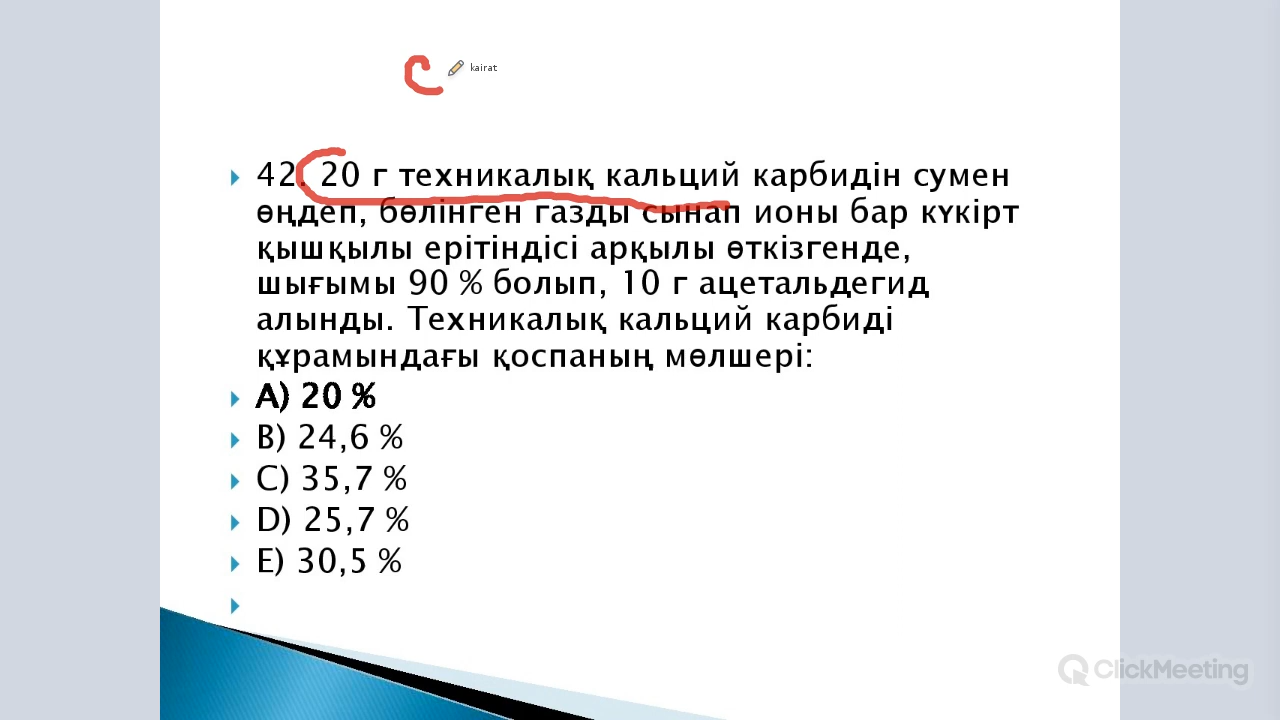 c
kairat
42. 20 г техникалық кальций карбидін сумен
өңдеп, бөлінген газды сынап ионы бар күкірт
қышқылы ерітіндісі арқылы өткізгенде,
шығымы 90 % болып, 10 г ацетальдегид
алынды. Техникалық кальций карбиді
құрамындағы қоспаның мөлшері:
A) 20 %
B) 24,6 %
C) 35,7 %
D) 25,7 %
E) 30,5 %
ClickMeeting